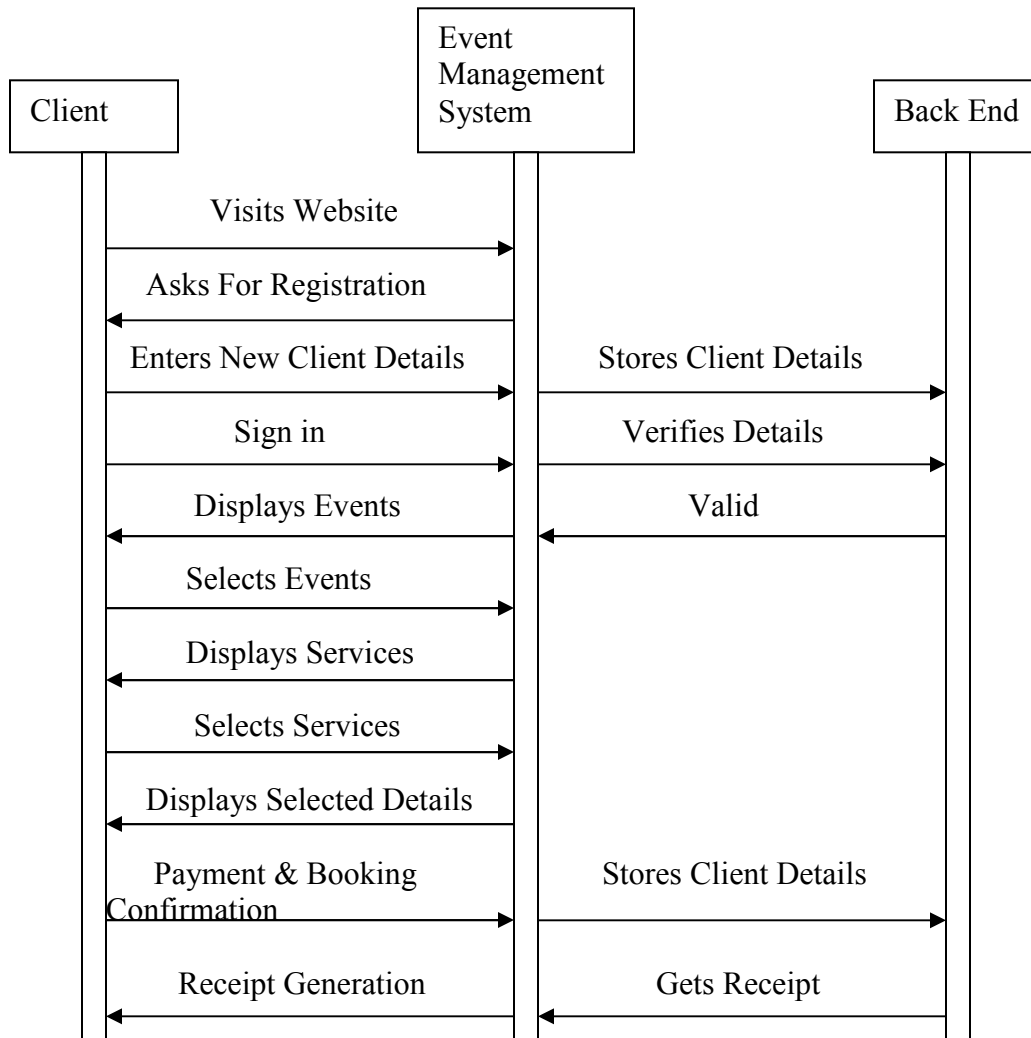 Event
Management
System
Client
Back End
Visits Website
Asks For Registration
Enters New Client Details
Stores Client Details
Sign in
Verifies Details
Displays Events
Valid
Selects Events
Displays Services
Selects Services
Displays Selected Details
Payment & Booking
Confirmation
Stores Client Details
Receipt Generation
Gets Receipt